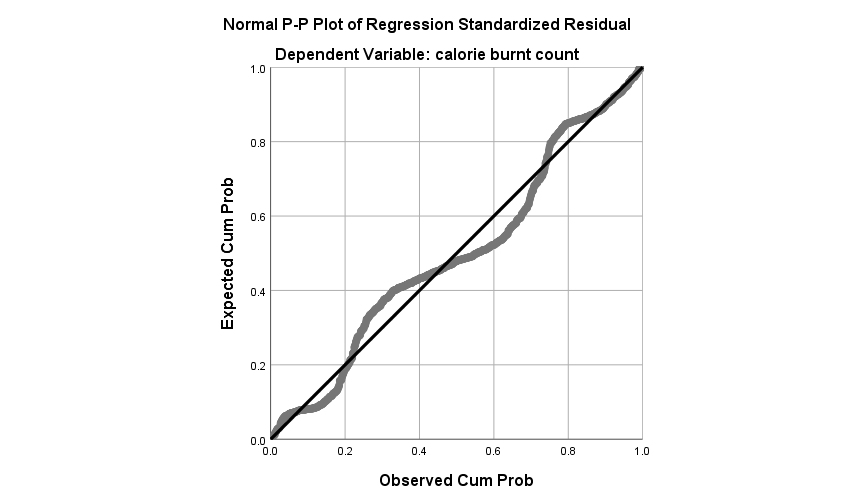 Normal P-P Plot of Regression Standardized Residual
Dependent Variable: calorie burnt count
1.0
0.8
0.6
0.4
0.2
0.0
Expected Cum Prob
0.0 0.2 0.4 0.6 0.8 1.0
Observed Cum Prob